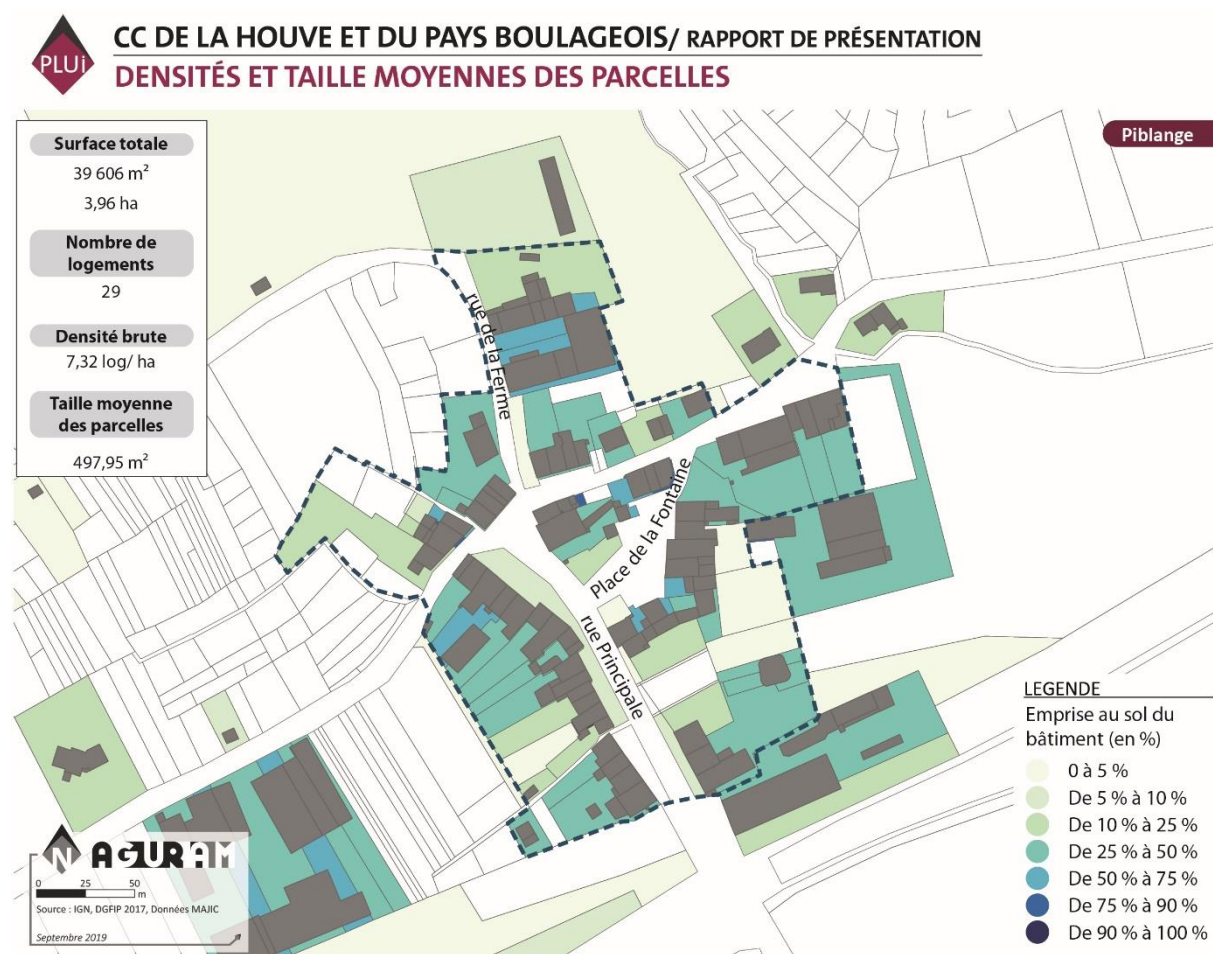 PLUi
CC DE LA HOUVE ET DU PAYS BOULAGEOIS/ RAPPORT DE PRÉSENTATION
DENSITÉS ET TAILLE MOYENNES DES PARCELLES
Surface totale
39 606 m²
3,96 ha
Nombre de
logements
29
Densité brute
7,32 log/ ha
Taille moyenne
des parcelles
497,95 m²
Piblange
rue de la Ferme
Place de la Fontaine
rue Principale
LEGENDE
Emprise au sol du
bâtiment (en %)
0 à 5 %
De 5 % à 10 %
De 10 % à 25 %
De 25 % à 50 %
De 50 % à 75 %
De 75 % à 90 %
De 90 % à 100 %
N AGURAM
0 25 50
m
Source : IGN, DGFIP 2017, Données MAJIC
Septembre 2019